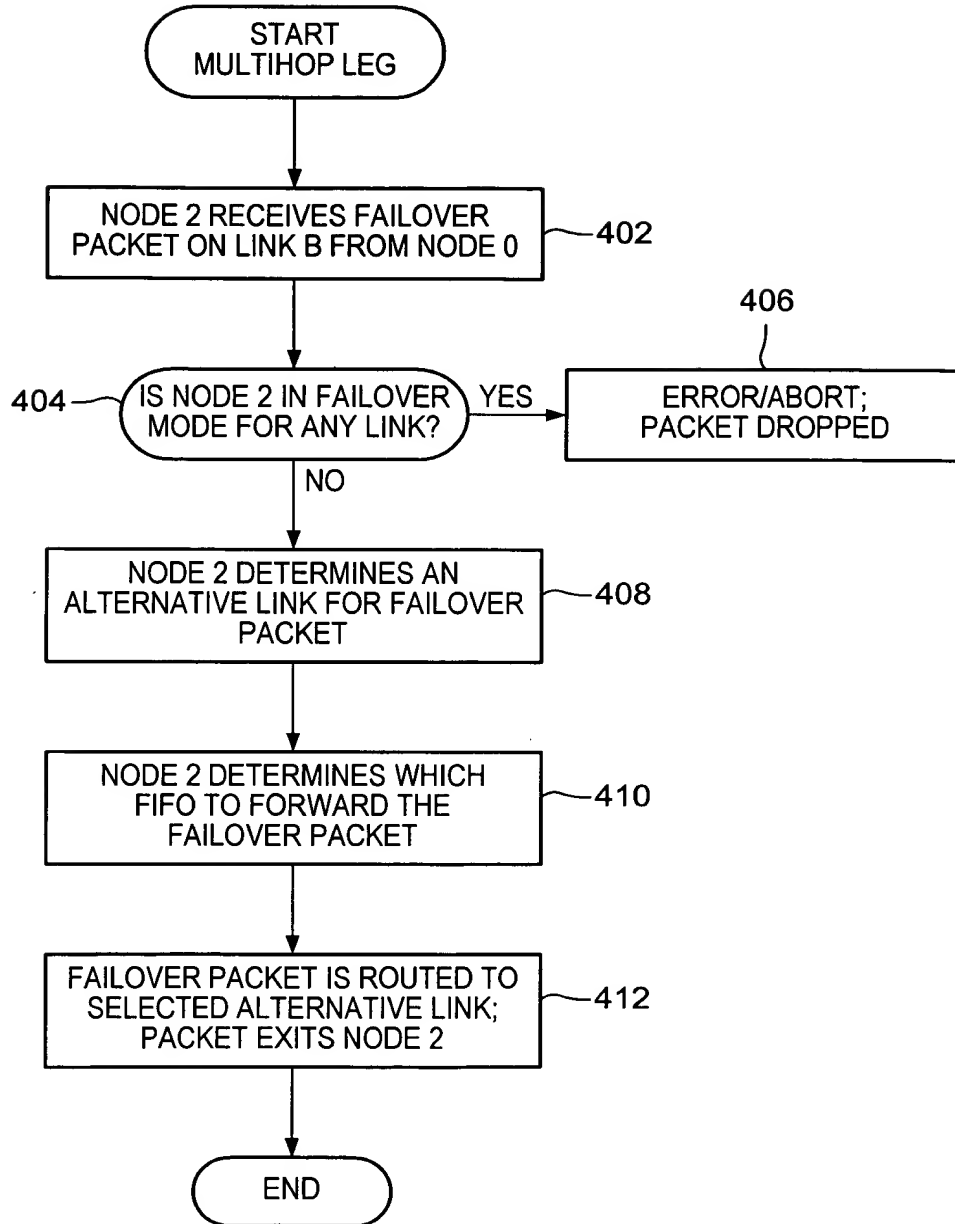 START
MULTIHOP LEG
NODE 2 RECEIVES FAILOVER
PACKET ON LINK B FROM NODE 0
402
406
404
IS NODE 2 IN FAILOVER
MODE FOR ANY LINK?
YES
ERROR/ABORT;
PACKET DROPPED
NO
NODE 2 DETERMINES AN
ALTERNATIVE LINK FOR FAILOVER
PACKET
408
NODE 2 DETERMINES WHICH
FIFO TO FORWARD THE
FAILOVER PACKET
410
FAILOVER PACKET IS ROUTED TO
SELECTED ALTERNATIVE LINK;
PACKET EXITS NODE 2
412
END